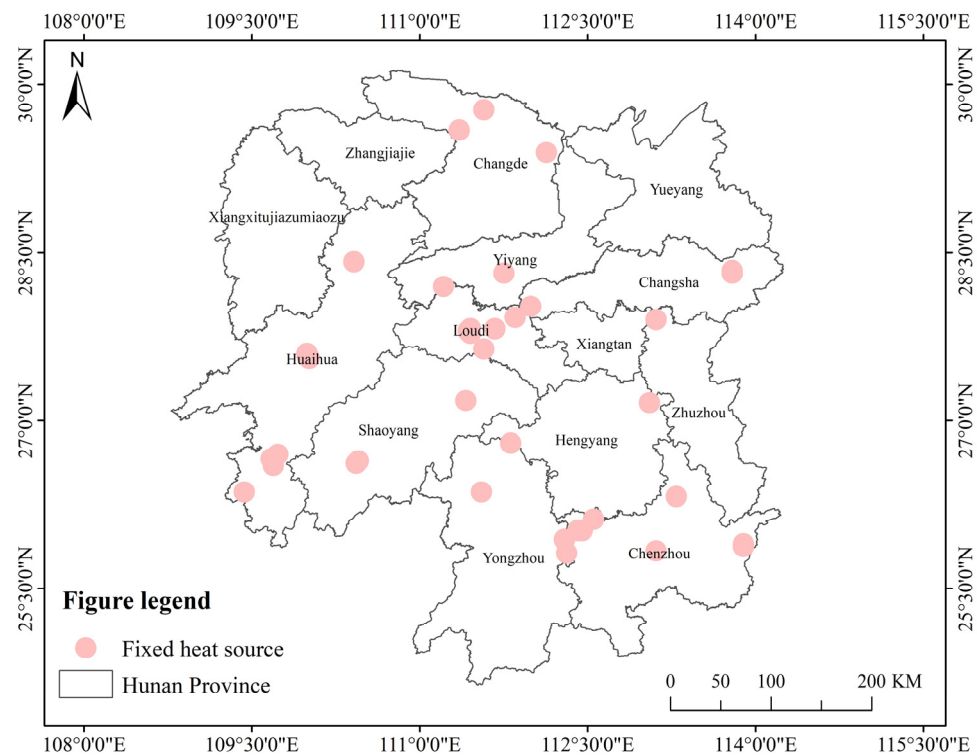 108°0'0"E 109°30'0"E 111°0'0"E 112°30'0"E 114°0'0"E 115°30'0"E
N
30°0'0"N
30°0'0"N
Zhangjiajie
Changde
Yueyang
Xiangxitujiazumiaozu
28°30'0"N
28°30'0"N
Yiyang
Changsha
Loudi
Xiangtan
Huaihua
27°0'0"N
27°0'0"N
Zhuzhou
Shaoyang
Hengyang
Yongzhou
Chenzhou
25°30'0"N
25°30'0"N
Figure legend
Fixed heat source
Hunan Province
0 50 100 200 KM
108°0'0"E 109°30'0"E 111°0'0"E 112°30'0"E 114°0'0"E 115°30'0"E